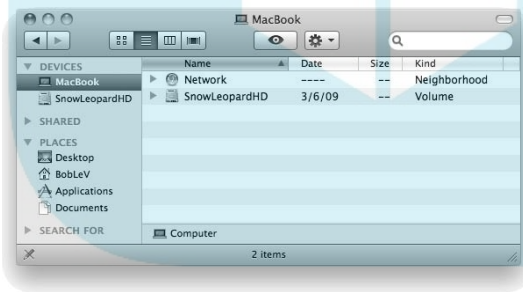 MacBook
Name Date Size Kind
DEVICES
MacBook
SnowLeopardHD
SHARED
PLACES
Desktop
BobLeV
Applications
Documents
SEARCH FOR
Network ---- -- Neighborhood
SnowLeopardHD 3/6/09 -- Volume
Computer
2 items